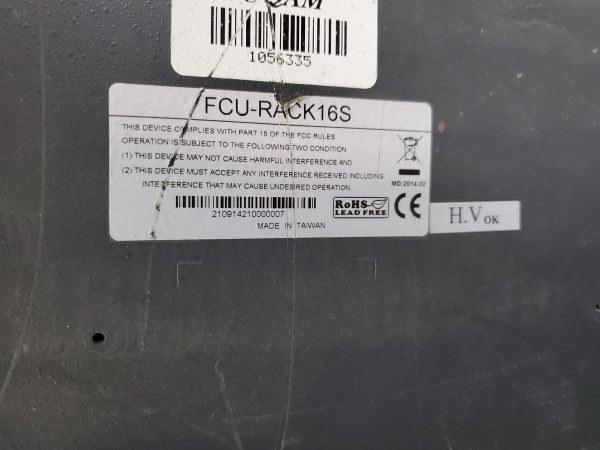 UQAM
1056335
FCU-RACK16S
THIS DEVICE COMPLIES WITH PART 15 OF THE FCC RULES
OPERATION IS SUBJECT TO THE FOLLOWING TWO CONDITION
(1) THIS DEVICE MAY NOT CAUSE HARMFUL INTERFERENCE AND
(2) THIS DEVICE MUST ACCEPT ANY INTERFERENCE RECEIVED INCLUDING
INTERFERENCE THAT MAY CAUSE UNDESIRED OPERATION
MD:2014.02
210914210000007
MADE IN TAIWAN
RoHS
LEAD FREE
CE
H.V OK